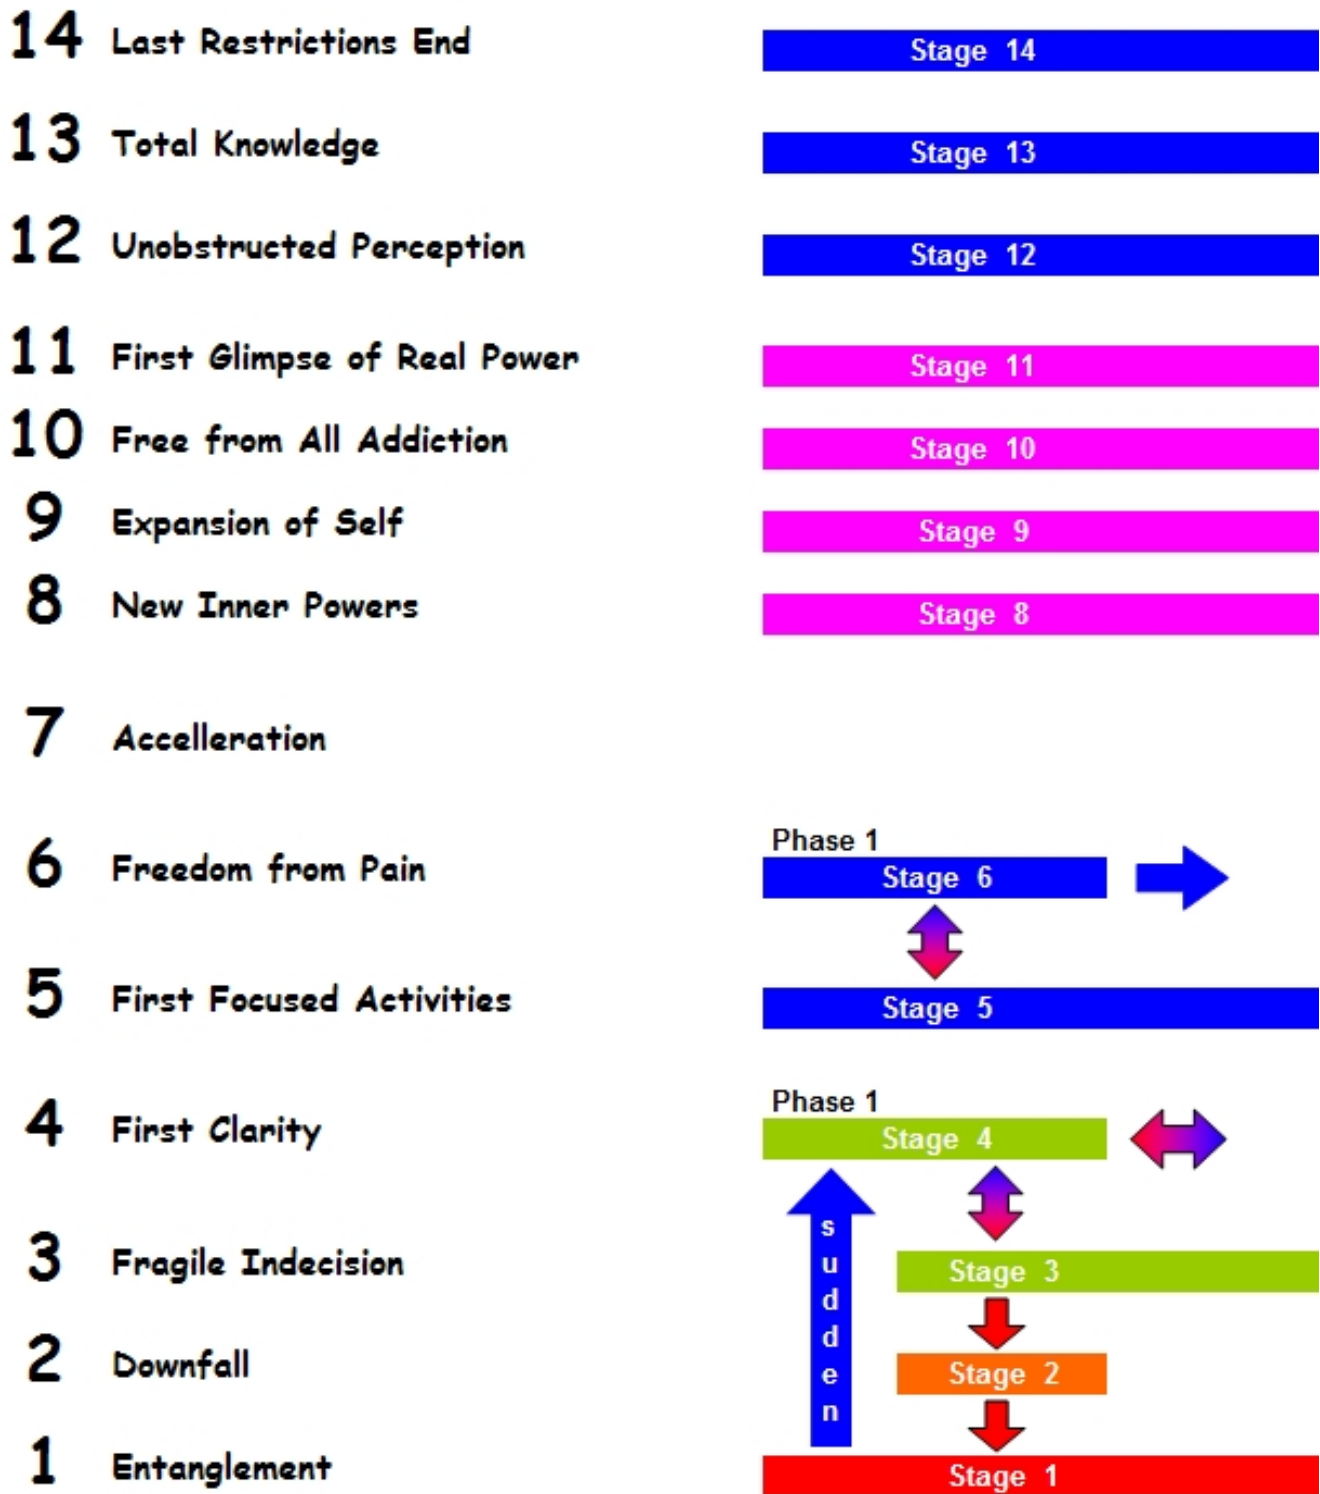 14 Last Restrictions End Stage 14
13 Total Knowledge Stage 13
12 Unobstructed Perception Stage 12
11 First Glimpse of Real Power Stage 11
10 Free from All Addiction Stage 10
9 Expansion of Self Stage 9
8 New Inner Powers Stage 8
7 Accelleration
Phase 1
6 Freedom from Pain Stage 6
5 First Focused Activities Stage 5
Phase 1
4 First Clarity Stage 4
sudden
3 Fragile Indecision Stage 3
2 Downfall Stage 2
1 Entanglement Stage 1